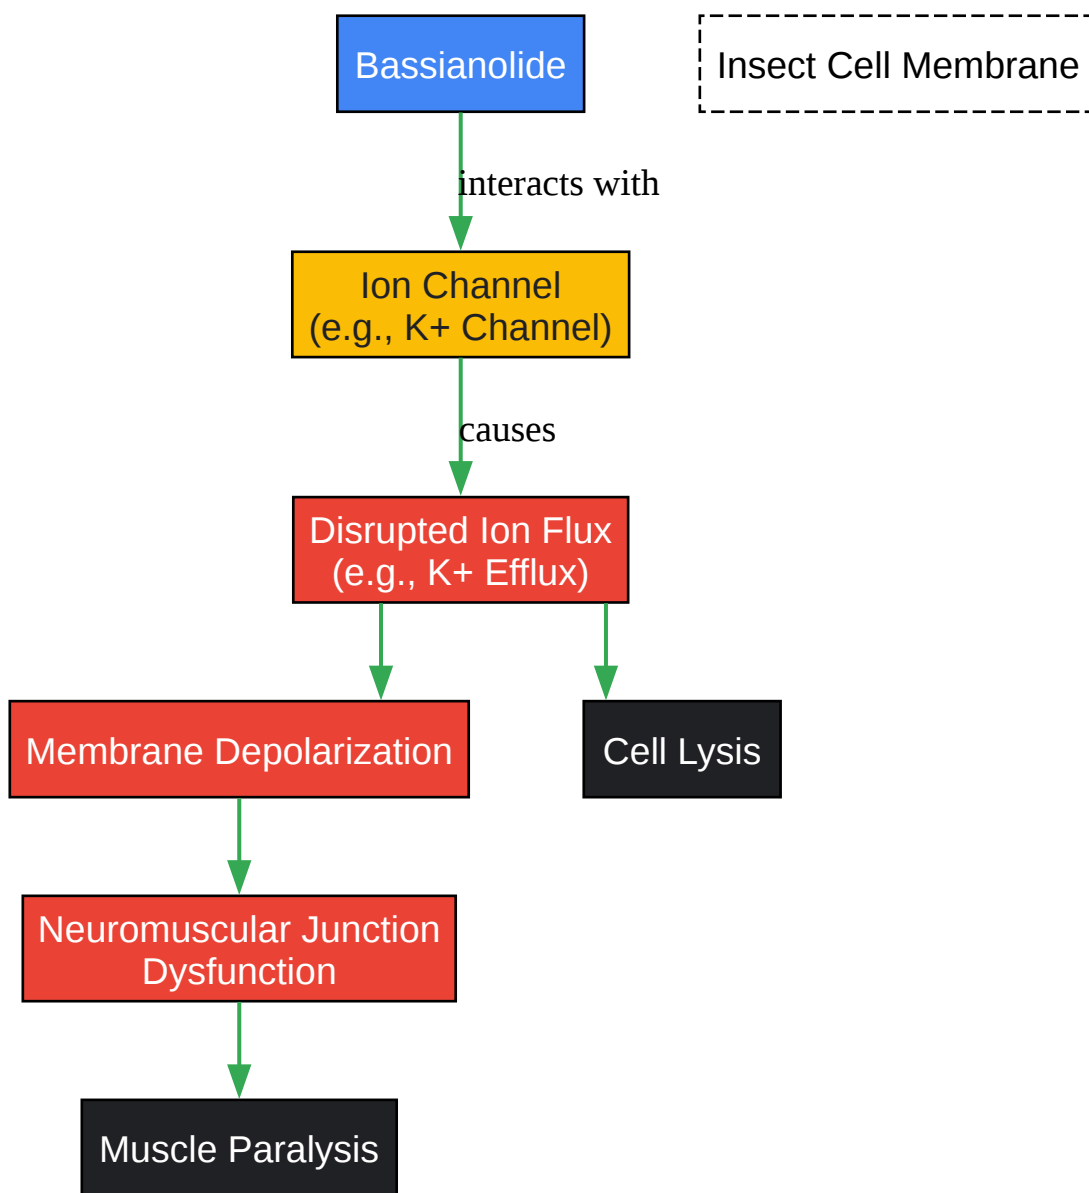 Bassianolide
Insect Cell Membrane
interacts with
Ion Channel
(e.g., K+ Channel)
causes
Disrupted Ion Flux
(e.g., K+ Efflux)
Membrane Depolarization
Cell Lysis
Neuromuscular Junction
Dysfunction
Muscle Paralysis